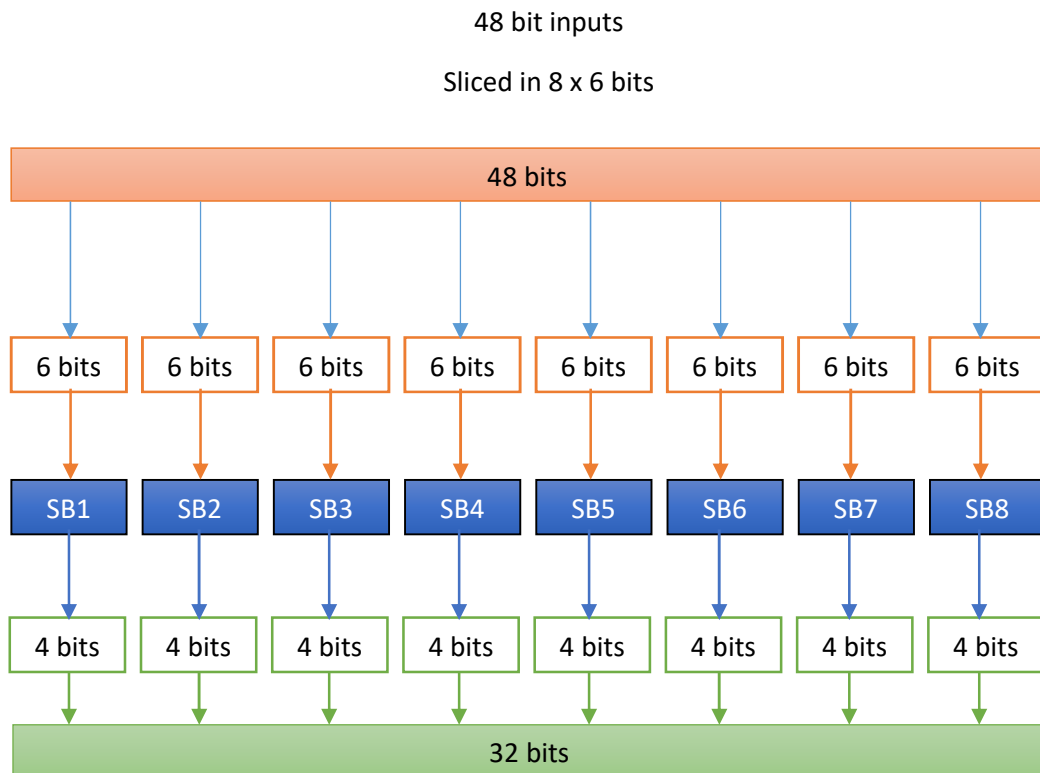 48 bit inputs
Sliced in 8 x 6 bits
48 bits
6 bits 6 bits 6 bits 6 bits 6 bits 6 bits 6 bits 6 bits
SB1 SB2 SB3 SB4 SB5 SB6 SB7 SB8
4 bits 4 bits 4 bits 4 bits 4 bits 4 bits 4 bits 4 bits
32 bits